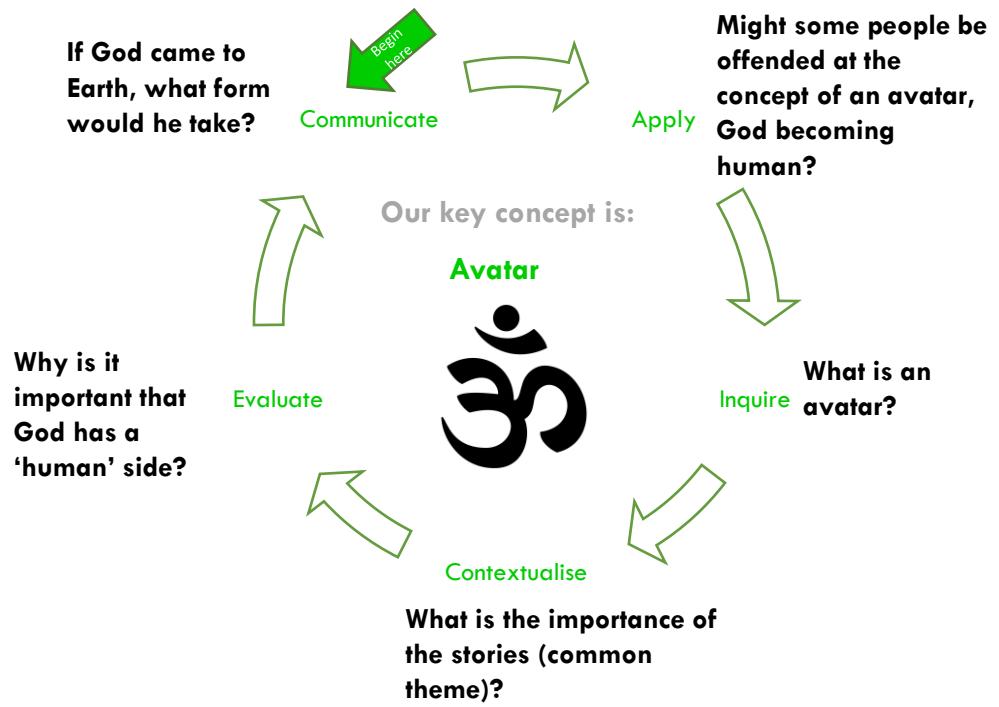 Begin
here
If God came to
Earth, what form
would he take?
Communicate
Apply
Might some people be
offended at the
concept of an avatar,
God becoming
human?
Our key concept is:
Avatar
ॐ
Inquire
What is an
avatar?
Contextualise
What is the importance of
the stories (common
theme)?
Evaluate
Why is it
important that
God has a
‘human’ side?